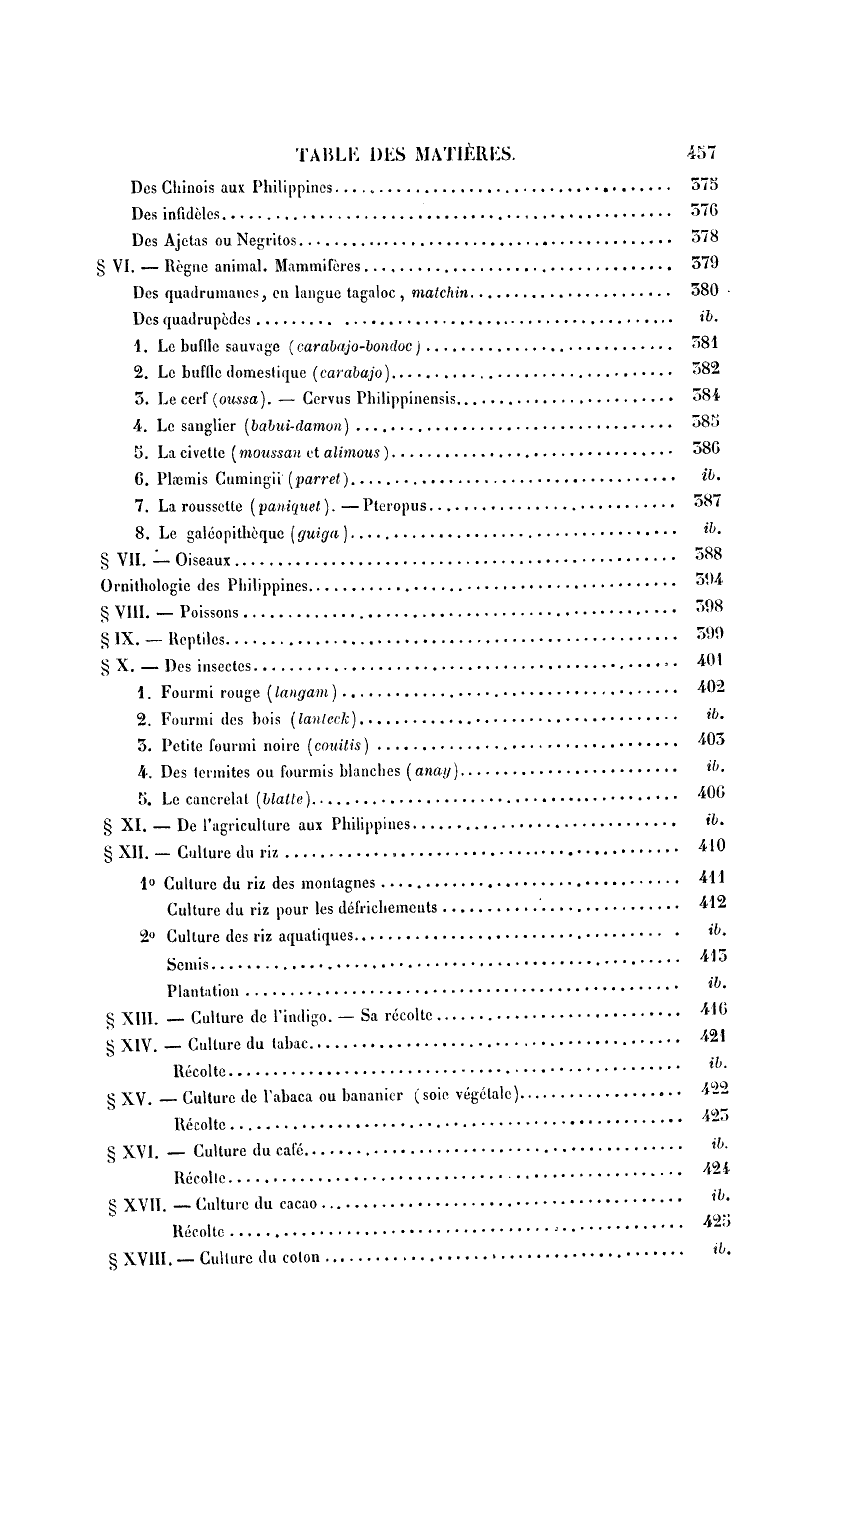 TABLE DES MATIÈRES. 457
Des Chinois aux Philippines. . . . . . . . . . 375
Des infidèles. . . . . . . . . . 376
Des Ajetas ou Negritos. . . . . . . . . . 378
§ VI. — Règne animal. Mammifères. . . . . . . . . . 379
Des quadrumanes, en langue tagaloc, matchin. . . . . . . . . . 380
Des quadrupèdes . . . . . . . . . . ib.
1. Le buffle sauvage (carabajo-bondoc) . . . . . . . . . . 381
2. Le buffle domestique (carabajo). . . . . . . . . . 382
3. Le cerf (oussa). — Cervus Philippinensis. . . . . . . . . . 384
4. Le sanglier (babui-damon) . . . . . . . . . . 385
5. La civette (moussan et alimous). . . . . . . . . . 386
6. Plæmis Cumingii (parret). . . . . . . . . . ib.
7. La roussette (paniquet). — Pteropus. . . . . . . . . . 387
8. Le galéopithèque (guiga). . . . . . . . . . ib.
§ VII. — Oiseaux . . . . . . . . . . 388
Ornithologie des Philippines. . . . . . . . . . 394
§ VIII. — Poissons . . . . . . . . . . 398
§ IX. — Reptiles. . . . . . . . . . 399
§ X. — Des insectes. . . . . . . . . . 401
1. Fourmi rouge (langam) . . . . . . . . . . 402
2. Fourmi des bois (lanteck). . . . . . . . . . ib.
3. Petite fourmi noire (couitis) . . . . . . . . . . 403
4. Des termites ou fourmis blanches (anay). . . . . . . . . . ib.
5. Le cancrelat (blatte). . . . . . . . . . 406
§ XI. — De l'agriculture aux Philippines. . . . . . . . . . ib.
§ XII. — Culture du riz . . . . . . . . . . 410
1º Culture du riz des montagnes . . . . . . . . . . 411
Culture du riz pour les défrichements . . . . . . . . . . 412
2º Culture des riz aquatiques. . . . . . . . . . ib.
Semis. . . . . . . . . . 413
Plantation . . . . . . . . . . ib.
§ XIII. — Culture de l'indigo. — Sa récolte . . . . . . . . . . 416
§ XIV. — Culture du tabac. . . . . . . . . . 421
Récolte. . . . . . . . . . ib.
§ XV. — Culture de l'abaca ou bananier (soie végétale). . . . . . . . . . 422
Récolte . . . . . . . . . . 423
§ XVI. — Culture du café. . . . . . . . . . ib.
Récolte. . . . . . . . . . 424
§ XVII. — Culture du cacao . . . . . . . . . . ib.
Récolte . . . . . . . . . . 425
§ XVIII. — Culture du coton . . . . . . . . . . ib.